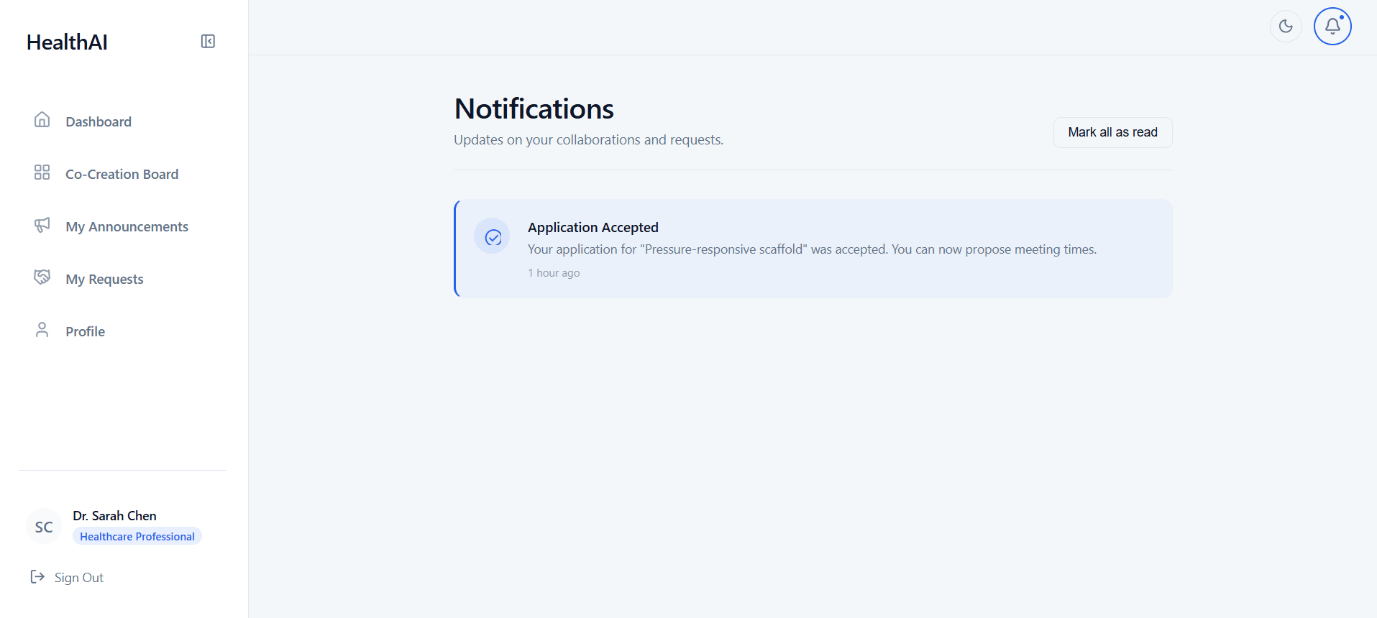 HealthAI
Dashboard
Co-Creation Board
My Announcements
My Requests
Profile
Dr. Sarah Chen
SC
Healthcare Professional
Sign Out
Notifications
Updates on your collaborations and requests.
Mark all as read
Application Accepted
Your application for "Pressure-responsive scaffold" was accepted. You can now propose meeting times.
1 hour ago